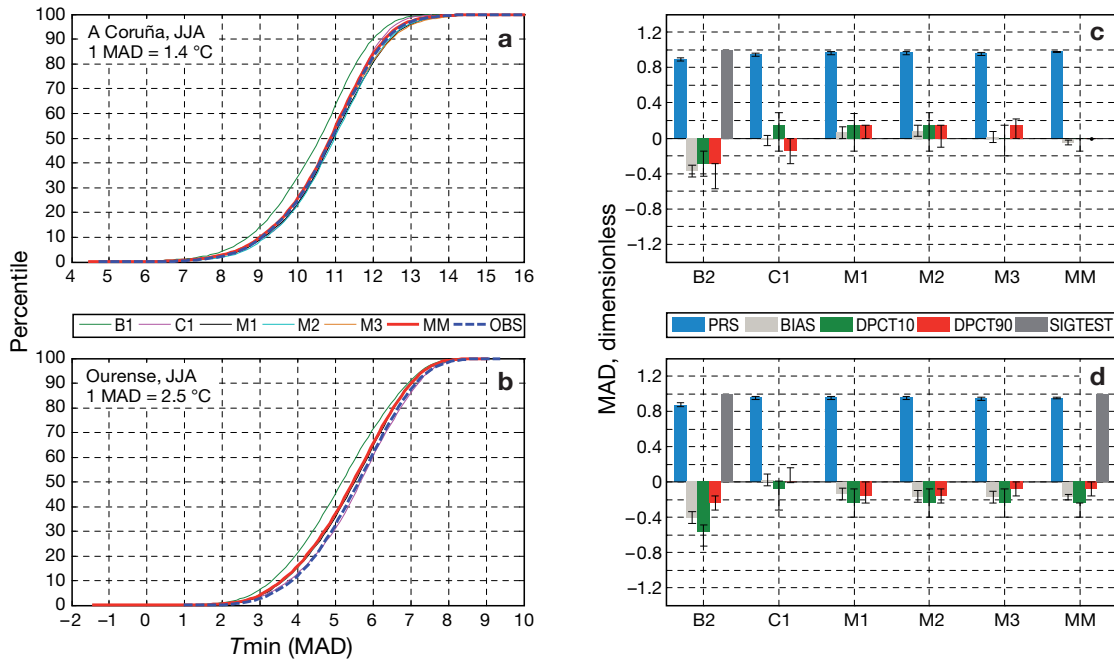 Percentile
100
90
80
70
60
50
40
30
20
10
0
A Coruña, JJA
1 MAD = 1.4 °C
a
4 5 6 7 8 9 10 11 12 13 14 15 16
B1 C1 M1 M2 M3 MM OBS
100
90
80
70
60
50
40
30
20
10
0
Ourense, JJA
1 MAD = 2.5 °C
b
−2 −1 0 1 2 3 4 5 6 7 8 9 10
Tmin (MAD)
MAD, dimensionless
1.2
0.8
0.4
0
−0.4
−0.8
−1.2
c
B2 C1 M1 M2 M3 MM
PRS BIAS DPCT10 DPCT90 SIGTEST
1.2
0.8
0.4
0
−0.4
−0.8
−1.2
d
B2 C1 M1 M2 M3 MM